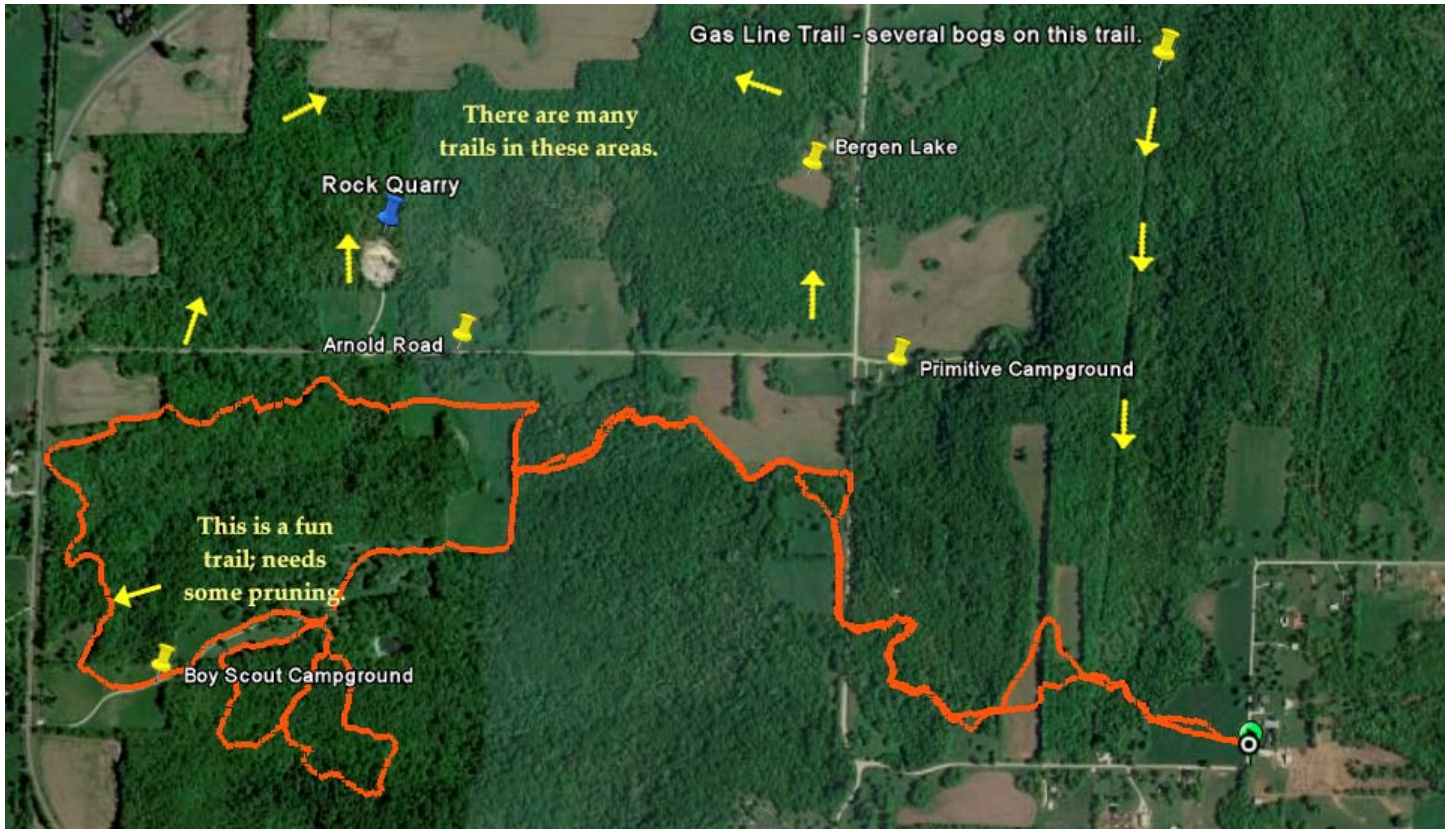 Gas Line Trail - several bogs on this trail.
There are many
trails in these areas.
Bergen Lake
Rock Quarry
Arnold Road
Primitive Campground
This is a fun
trail; needs
some pruning.
Boy Scout Campground